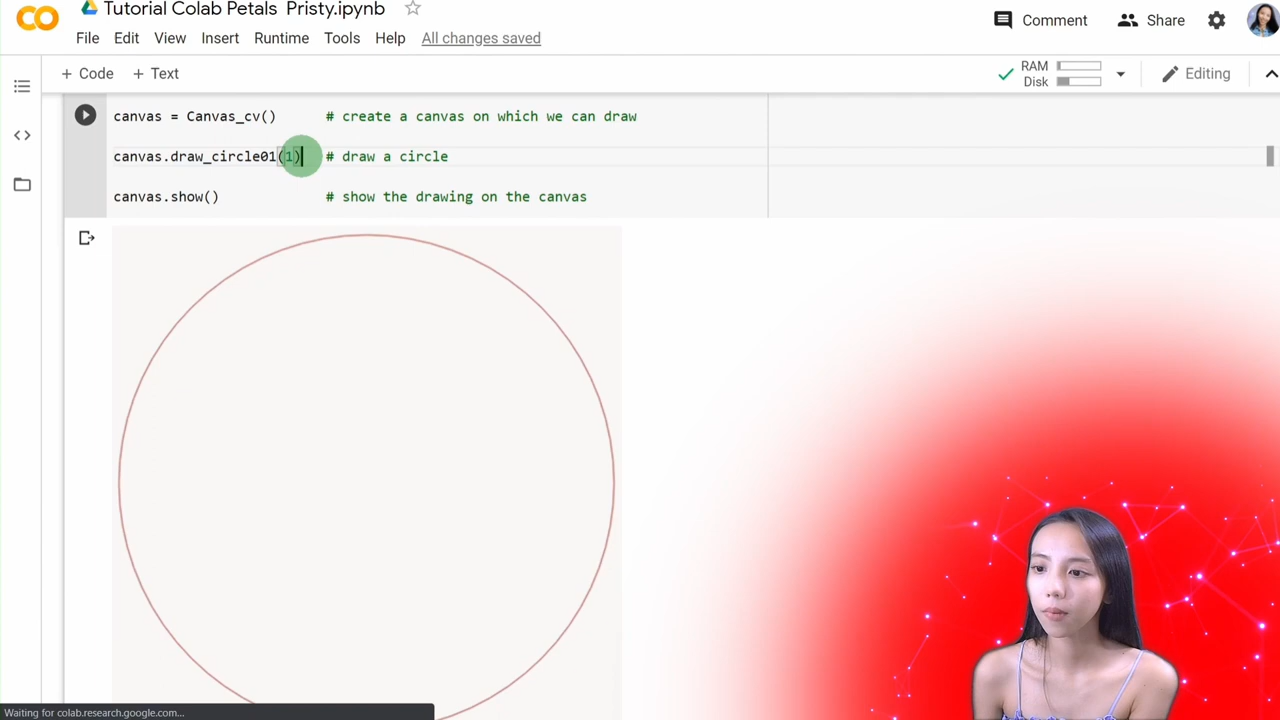 Tutorial Colab Petals Pristy.ipynb
Comment
Share
File Edit View Insert Runtime Tools Help All changes saved
+ Code + Text
RAM
Disk
Editing
canvas = Canvas_cv() # create a canvas on which we can draw
canvas.draw_circle01(1) # draw a circle
canvas.show() # show the drawing on the canvas
Waiting for colab.research.google.com...